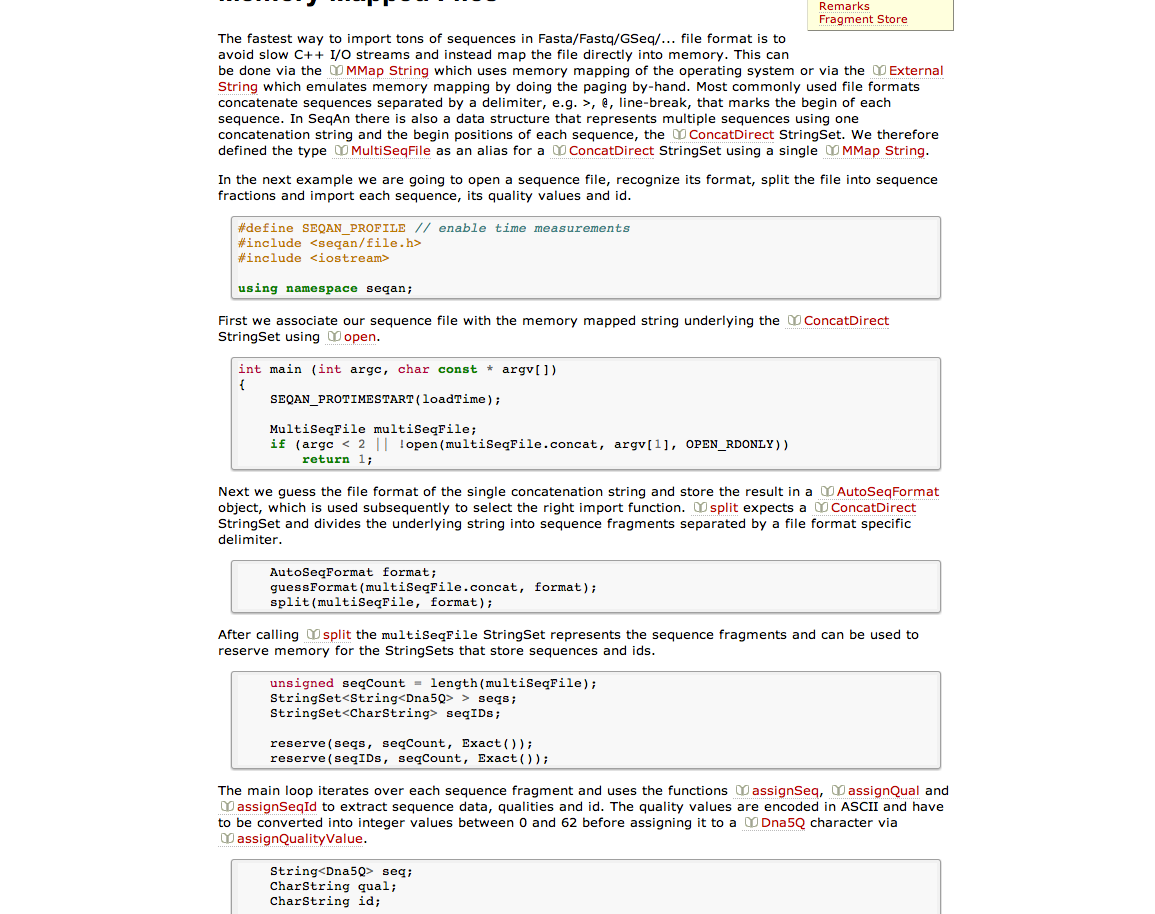 Memory Mapped Files
Remarks
Fragment Store
The fastest way to import tons of sequences in Fasta/Fastq/GSeq/... file format is to
avoid slow C++ I/O streams and instead map the file directly into memory. This can
be done via the MMap String which uses memory mapping of the operating system or via the External
String which emulates memory mapping by doing the paging by-hand. Most commonly used file formats
concatenate sequences separated by a delimiter, e.g. >, @, line-break, that marks the begin of each
sequence. In SeqAn there is also a data structure that represents multiple sequences using one
concatenation string and the begin positions of each sequence, the ConcatDirect StringSet. We therefore
defined the type MultiSeqFile as an alias for a ConcatDirect StringSet using a single MMap String.
In the next example we are going to open a sequence file, recognize its format, split the file into sequence
fractions and import each sequence, its quality values and id.
#define SEQAN_PROFILE // enable time measurements
#include <seqan/file.h>
#include <iostream>
using namespace seqan;
First we associate our sequence file with the memory mapped string underlying the ConcatDirect
StringSet using open.
int main (int argc, char const * argv[])
{
SEQAN_PROTIMESTART(loadTime);
MultiSeqFile multiSeqFile;
if (argc < 2 || !open(multiSeqFile.concat, argv[1], OPEN_RDONLY))
return 1;
Next we guess the file format of the single concatenation string and store the result in a AutoSeqFormat
object, which is used subsequently to select the right import function. split expects a ConcatDirect
StringSet and divides the underlying string into sequence fragments separated by a file format specific
delimiter.
AutoSeqFormat format;
guessFormat(multiSeqFile.concat, format);
split(multiSeqFile, format);
After calling split the multiSeqFile StringSet represents the sequence fragments and can be used to
reserve memory for the StringSets that store sequences and ids.
unsigned seqCount = length(multiSeqFile);
StringSet<String<Dna5Q> > seqs;
StringSet<CharString> seqIDs;
reserve(seqs, seqCount, Exact());
reserve(seqIDs, seqCount, Exact());
The main loop iterates over each sequence fragment and uses the functions assignSeq, assignQual and
assignSeqId to extract sequence data, qualities and id. The quality values are encoded in ASCII and have
to be converted into integer values between 0 and 62 before assigning it to a Dna5Q character via
assignQualityValue.
String<Dna5Q> seq;
CharString qual;
CharString id;